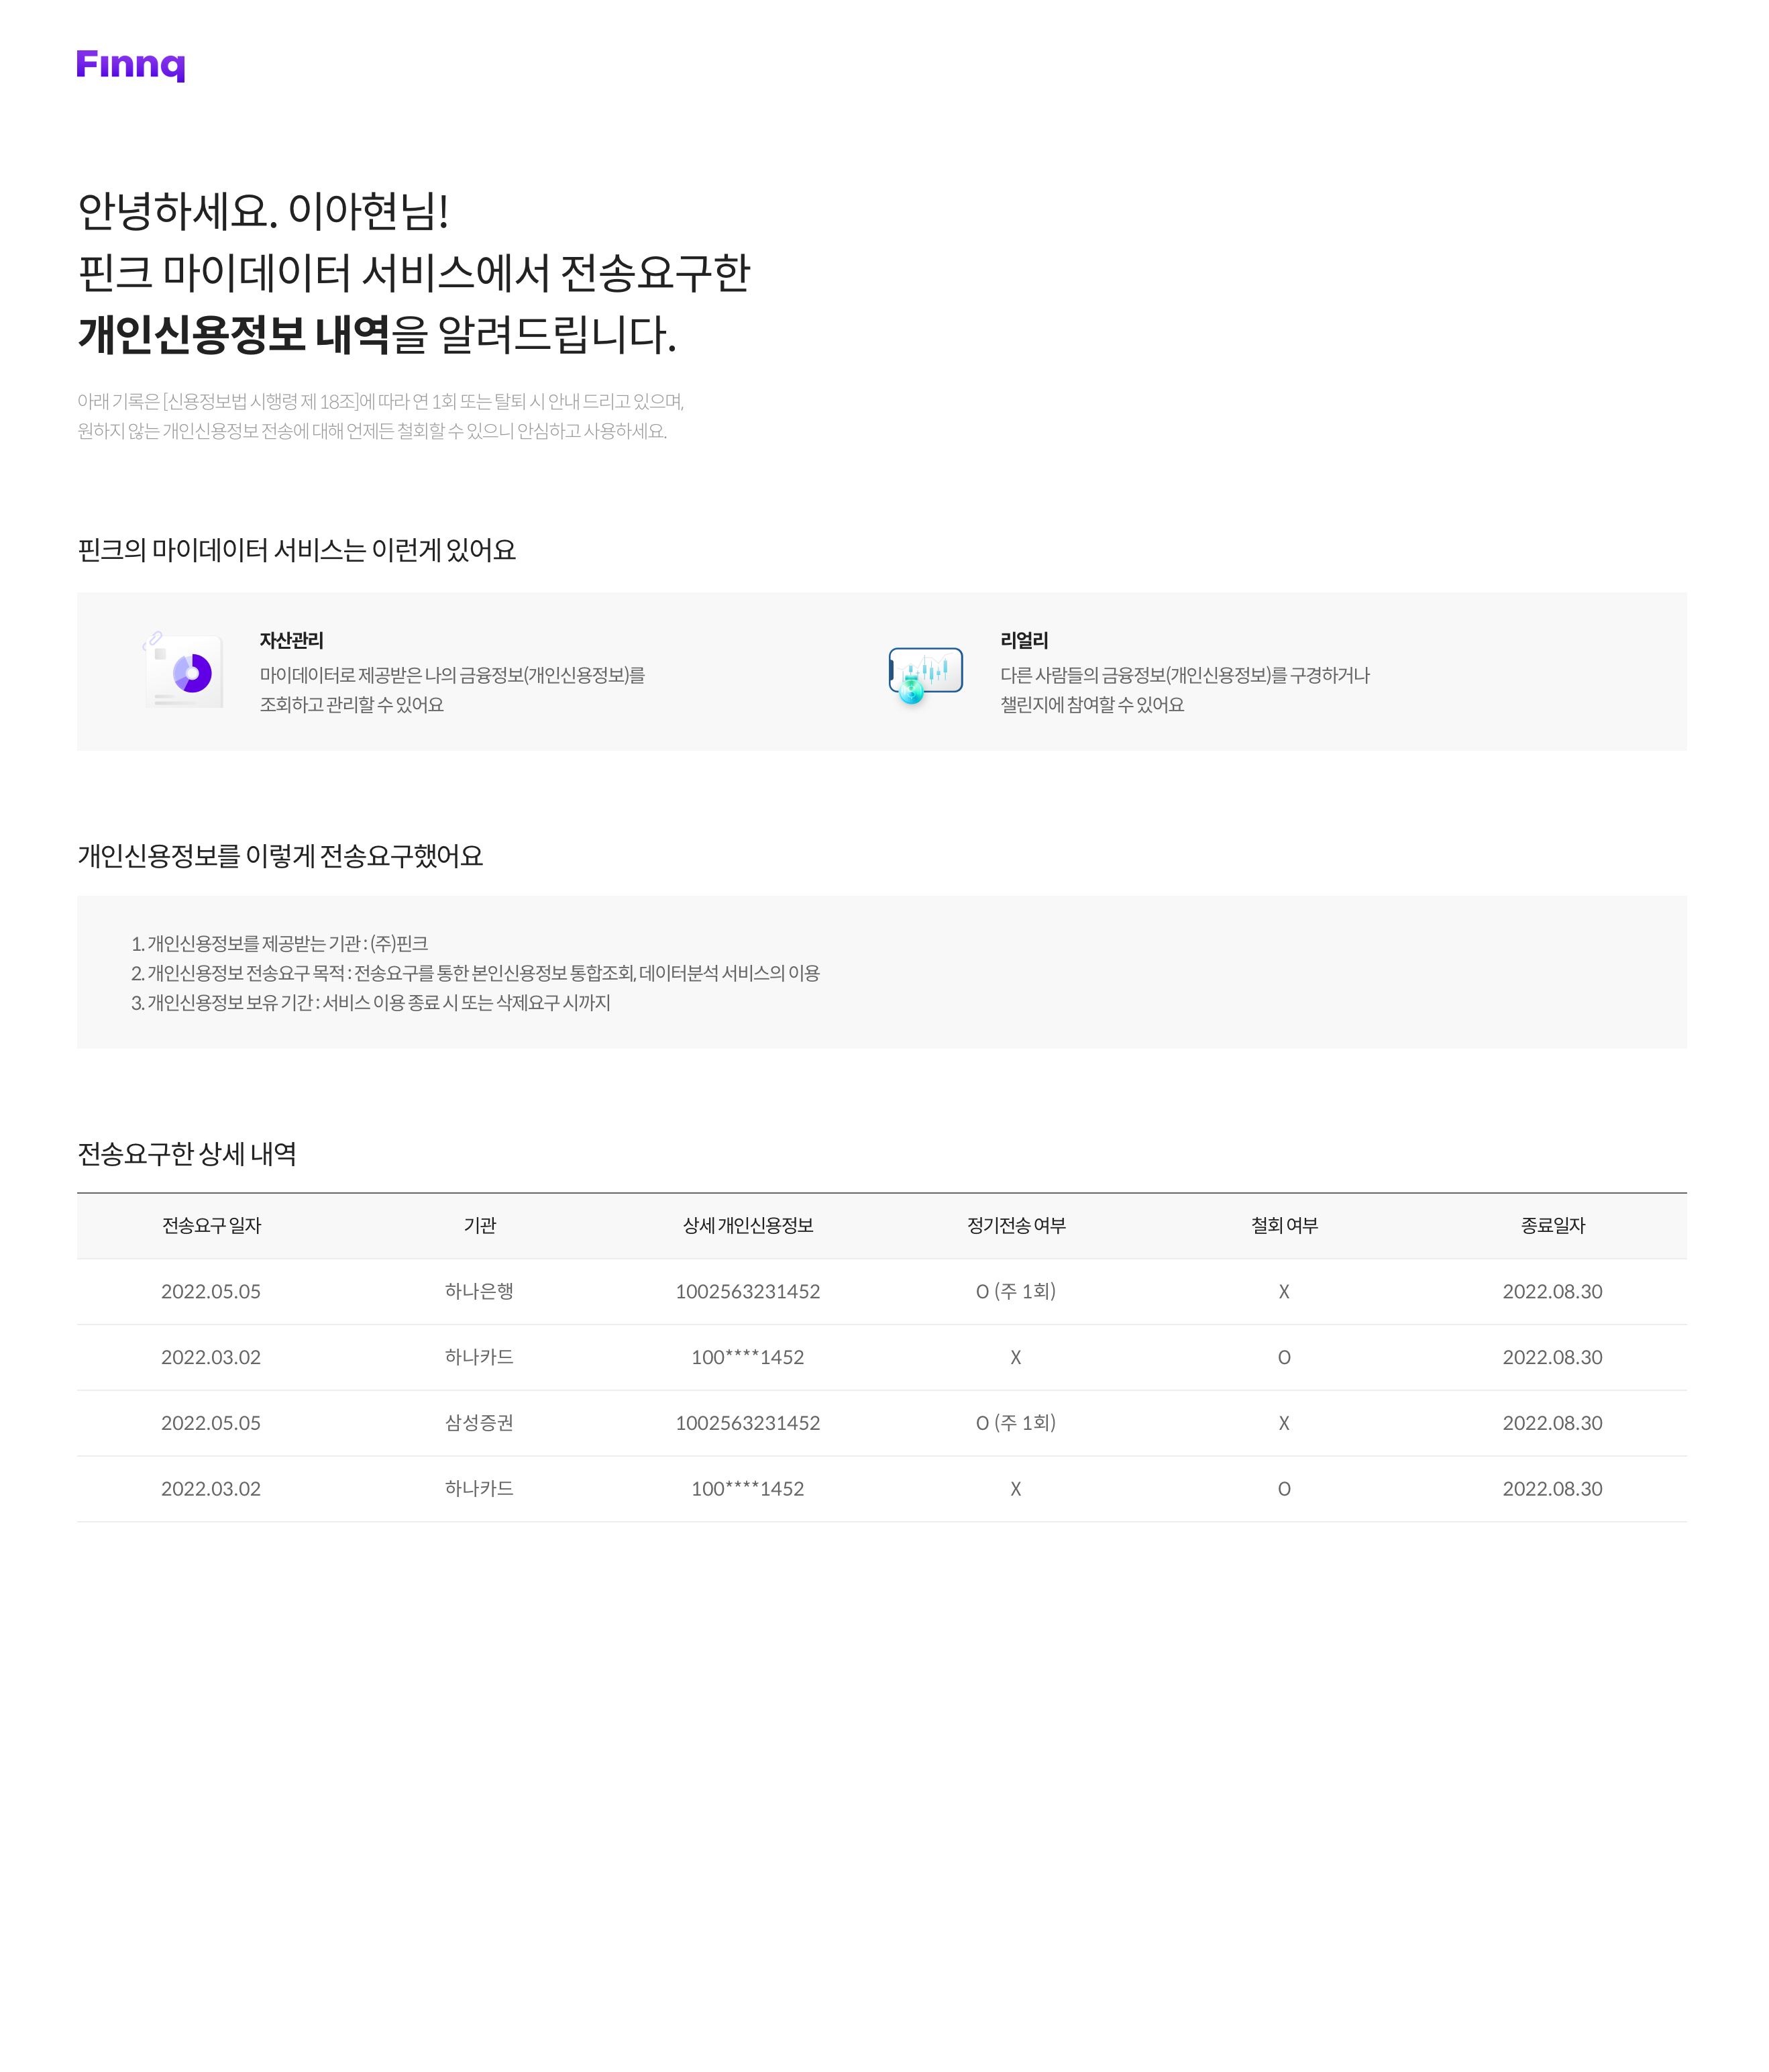 Finnq
안녕하세요. 이아현님!
핀크 마이데이터 서비스에서 전송요구한
개인신용정보 내역을 알려드립니다.
아래 기록은 [신용정보법 시행령 제 18조]에 따라 연 1회 또는 탈퇴 시 안내 드리고 있으며,
원하지 않는 개인신용정보 전송에 대해 언제든 철회할 수 있으니 안심하고 사용하세요.
핀크의 마이데이터 서비스는 이런게 있어요
자산관리
마이데이터로 제공받은 나의 금융정보(개인신용정보)를
조회하고 관리할 수 있어요
리얼리
다른 사람들의 금융정보(개인신용정보)를 구경하거나
챌린지에 참여할 수 있어요
개인신용정보를 이렇게 전송요구했어요
1. 개인신용정보를 제공받는 기관 : (주)핀크
2. 개인신용정보 전송요구 목적 : 전송요구를 통한 본인신용정보 통합조회, 데이터분석 서비스의 이용
3. 개인신용정보 보유 기간 : 서비스 이용 종료 시 또는 삭제요구 시까지
전송요구한 상세 내역
전송요구 일자 기관 상세 개인신용정보 정기전송 여부 철회 여부 종료일자
2022.05.05 하나은행 1002563231452 O (주 1회) X 2022.08.30
2022.03.02 하나카드 100****1452 X O 2022.08.30
2022.05.05 삼성증권 1002563231452 O (주 1회) X 2022.08.30
2022.03.02 하나카드 100****1452 X O 2022.08.30